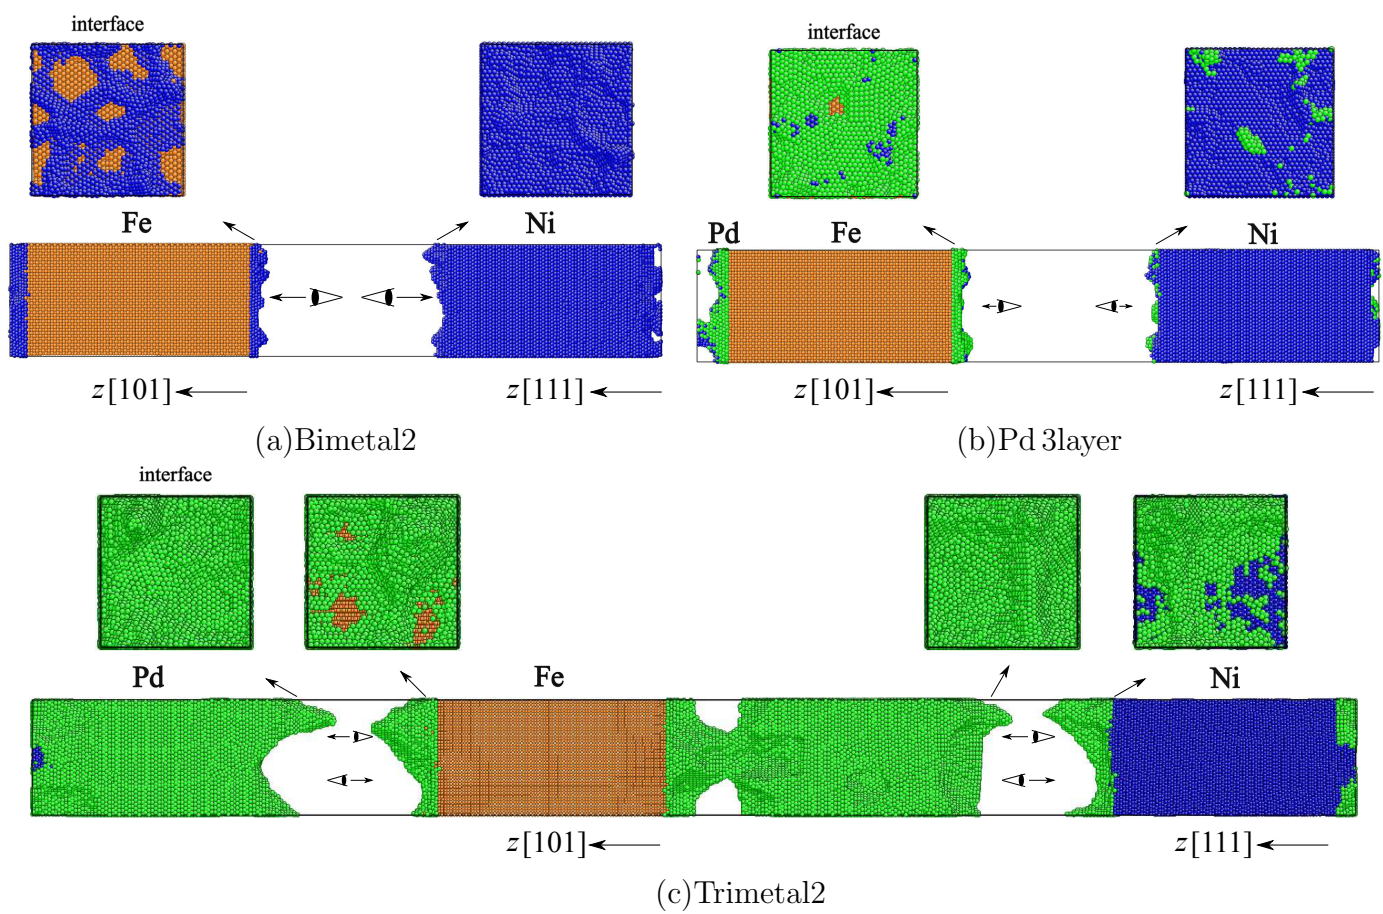 interface
Fe
Ni
z[101]
z[111]
(a)Bimetal2
interface
Pd
Fe
Ni
z[101]
z[111]
(b)Pd 3layer
interface
Pd
Fe
Ni
z[101]
z[111]
(c)Trimetal2